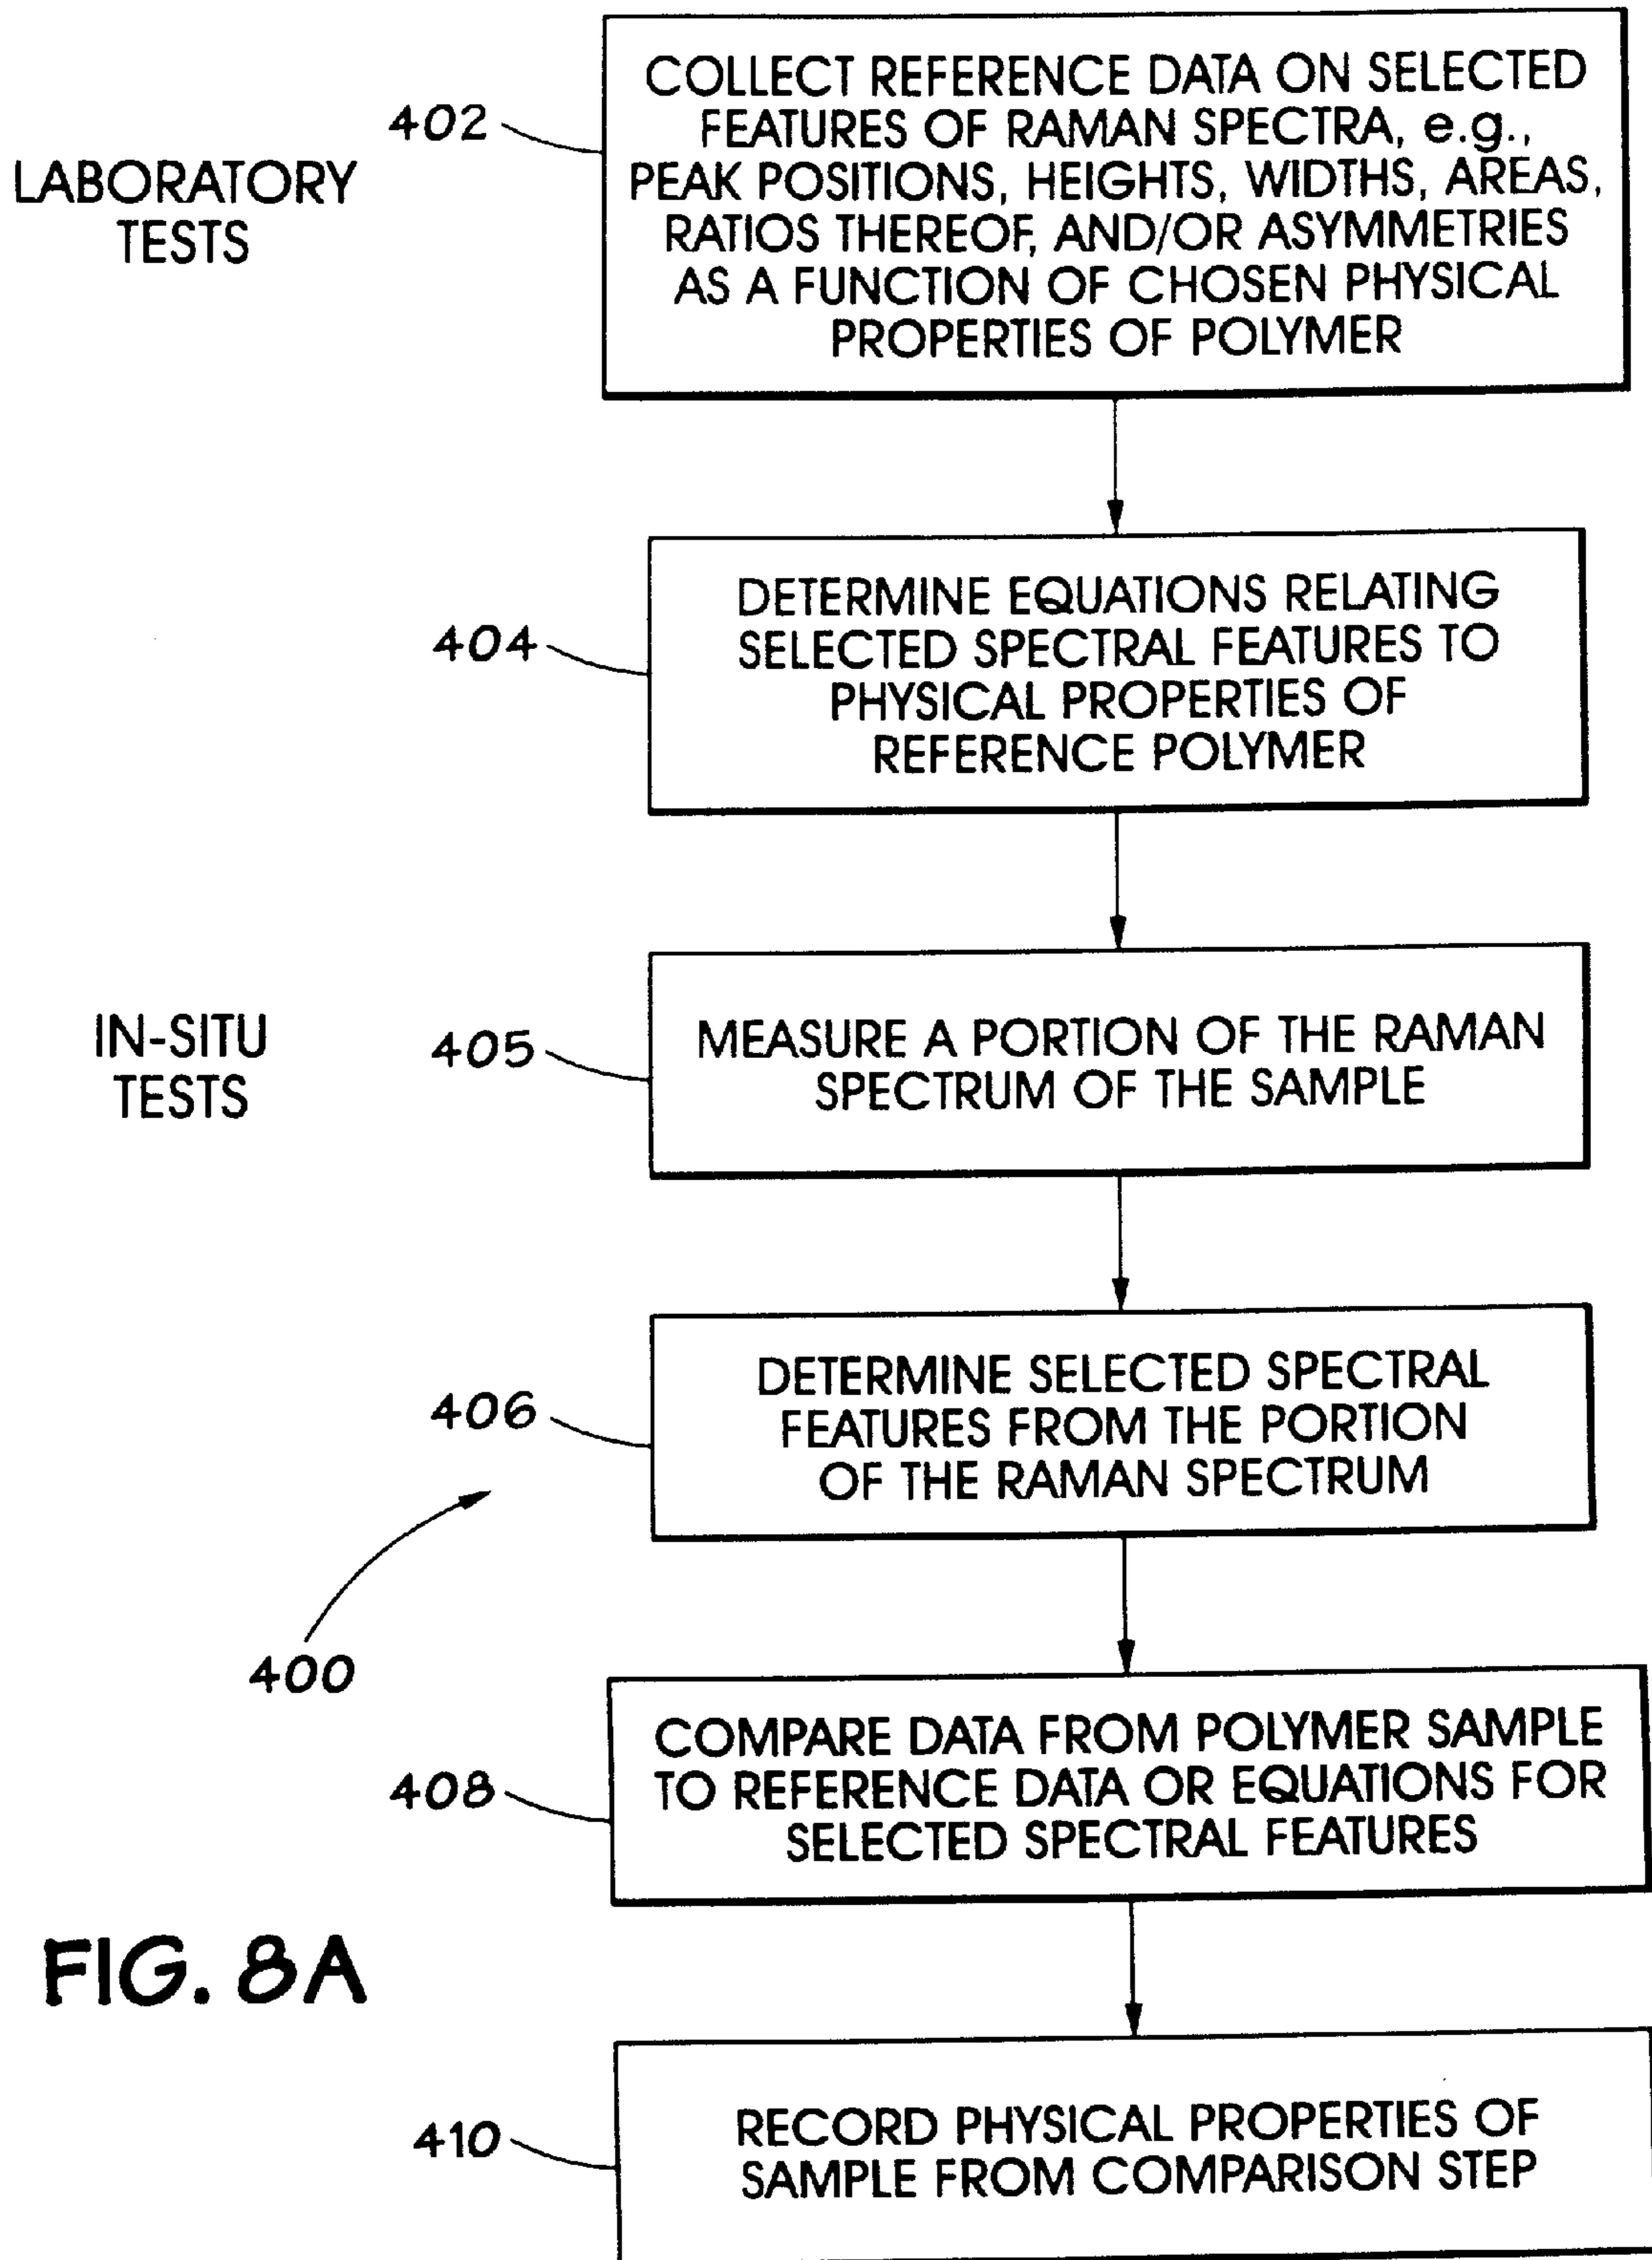 LABORATORY
TESTS
402
COLLECT REFERENCE DATA ON SELECTED
FEATURES OF RAMAN SPECTRA, e.g.,
PEAK POSITIONS, HEIGHTS, WIDTHS, AREAS,
RATIOS THEREOF, AND/OR ASYMMETRIES
AS A FUNCTION OF CHOSEN PHYSICAL
PROPERTIES OF POLYMER
404
DETERMINE EQUATIONS RELATING
SELECTED SPECTRAL FEATURES TO
PHYSICAL PROPERTIES OF
REFERENCE POLYMER
IN-SITU
TESTS
405
MEASURE A PORTION OF THE RAMAN
SPECTRUM OF THE SAMPLE
406
DETERMINE SELECTED SPECTRAL
FEATURES FROM THE PORTION
OF THE RAMAN SPECTRUM
400
408
COMPARE DATA FROM POLYMER SAMPLE
TO REFERENCE DATA OR EQUATIONS FOR
SELECTED SPECTRAL FEATURES
FIG. 8A
410
RECORD PHYSICAL PROPERTIES OF
SAMPLE FROM COMPARISON STEP